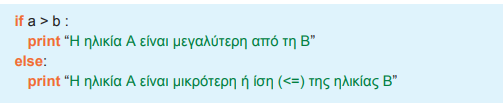 if a > b :
print “Η ηλικία Α είναι μεγαλύτερη από τη Β”
else:
print “Η ηλικία Α είναι μικρότερη ή ίση (<=) της ηλικίας Β”